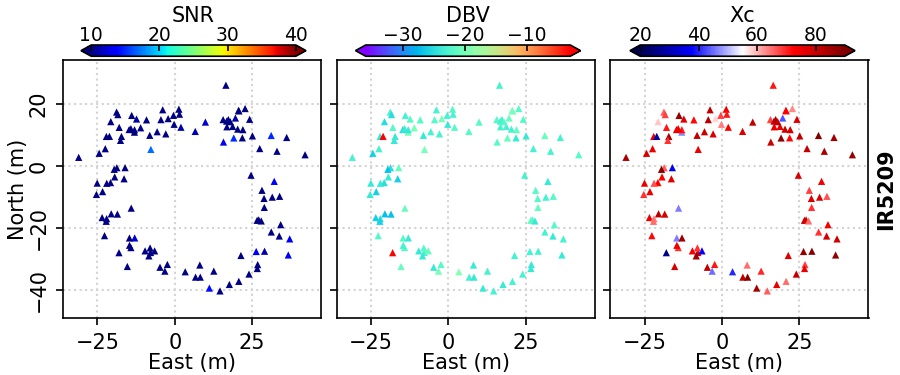 SNR DBV Xc
10 20 30 40 −30 −20 −10 20 40 60 80
20
0
−20
−40
North (m)
−25 0 25 −25 0 25 −25 0 25
East (m) East (m) East (m)
IR5209